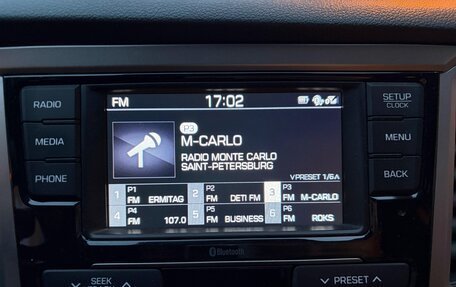 RADIO
MEDIA
PHONE
FM 17:02
P3
M-CARLO
RADIO MONTE CARLO
SAINT-PETERSBURG
PRESET 1/6
1 P1 FM ERMITAG
2 P2 FM DETI FM
3 P3 FM M-CARLO
4 P4 FM 107.0
5 P5 FM BUSINESS
6 P6 FM ROKS
SETUP
CLOCK
MENU
BACK
Bluetooth
SEEK
PRESET